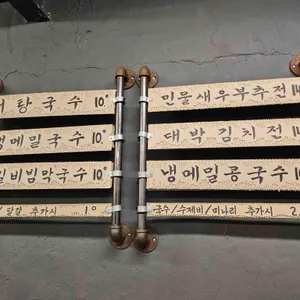 탕국수 10°
메밀국수 10°
비빔막국수 10°
/달걀 추가시 1°
민물새우부추전
대박김치전
냉메밀콩국수
국수/수제비/미나리 추가시